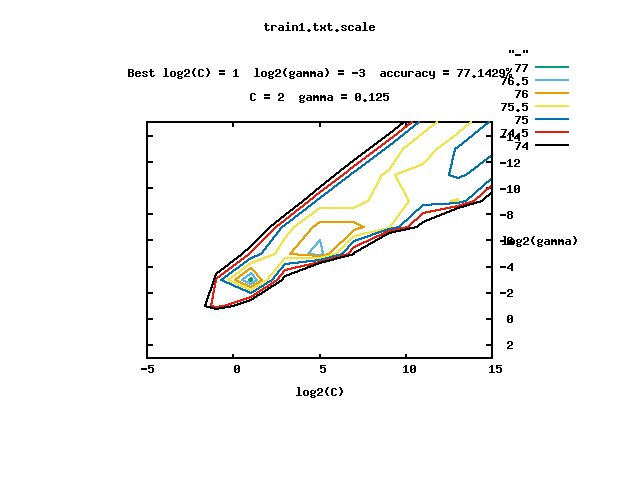 train1.txt.scale
"-"
Best log2(C) = 1 log2(gamma) = -3 accuracy = 77.1429%
77
76.5
C = 2 gamma = 0.125
76
75.5
75
74.5
74
-14
-12
-10
-8
-6
log2(gamma)
-4
-2
0
2
-5 0 5 10 15
log2(C)